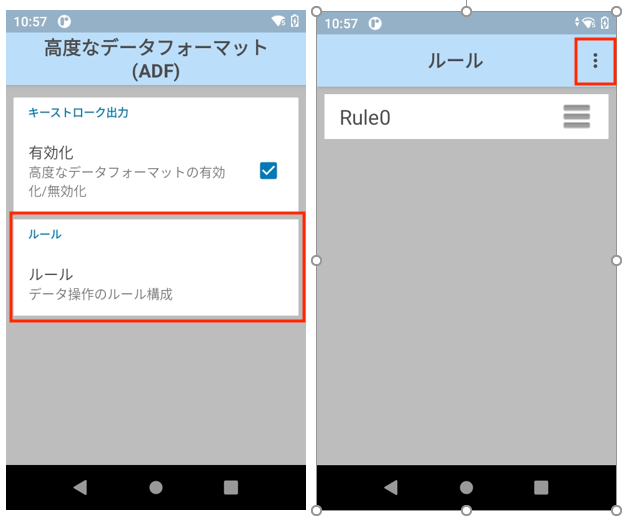 10:57
高度なデータフォーマット
(ADF)
キーストローク出力
有効化
高度なデータフォーマットの有効
化/無効化
ルール
ルール
データ操作のルール構成
10:57
ルール
Rule0